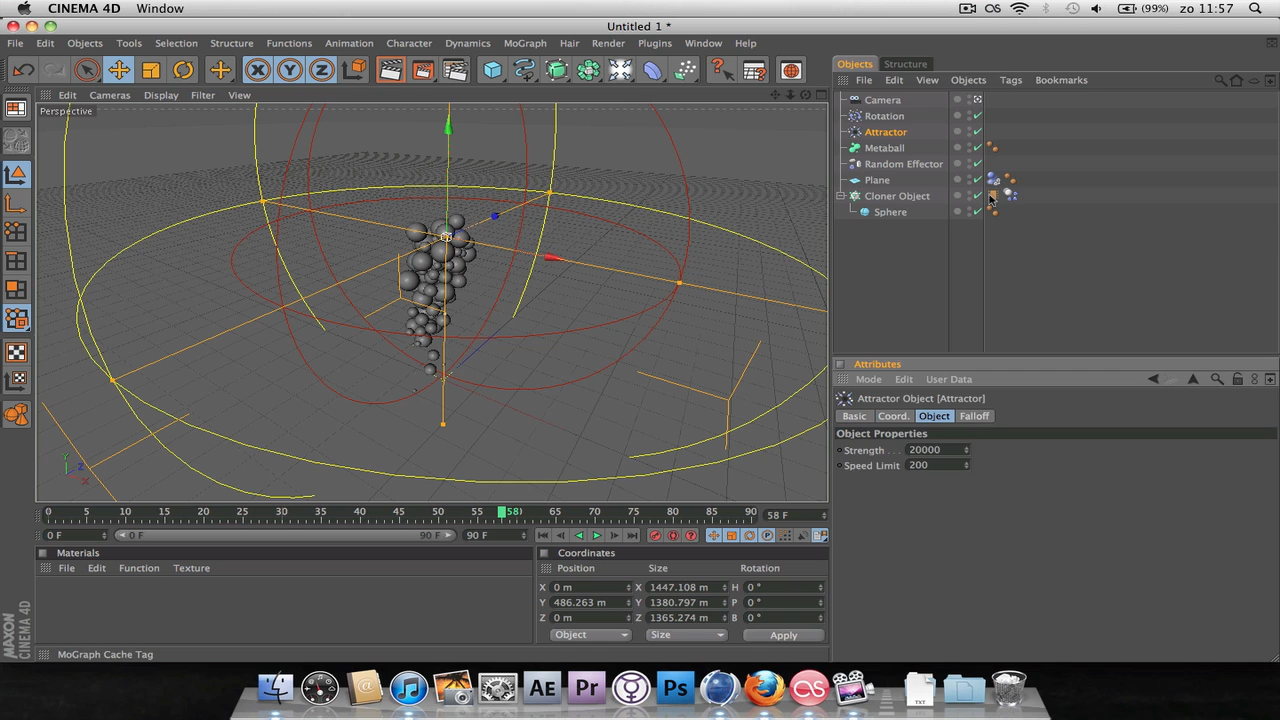 CINEMA 4D Window (99%) zo 11:57
Untitled 1 *
File Edit Objects Tools Selection Structure Functions Animation Character Dynamics MoGraph Hair Render Plugins Window Help
Objects Structure
File Edit View Objects Tags Bookmarks
Edit Cameras Display Filter View
Perspective
Camera
Rotation
Attractor
Metaball
Random Effector
Plane
Cloner Object
Sphere
Attributes
Mode Edit User Data
Attractor Object [Attractor]
Basic Coord. Object Falloff
Object Properties
Strength . . . 20000
Speed Limit 200
Y Z X
0 5 10 15 20 25 30 35 40 45 50 55 58 65 70 75 80 85 90 58 F
0 F 0 F 90 F 90 F
Materials
File Edit Function Texture
Coordinates
Position Size Rotation
X 0 m X 1447.108 m H 0 °
Y 486.263 m Y 1380.797 m P 0 °
Z 0 m Z 1365.274 m B 0 °
Object Size Apply
MAXON
CINEMA 4D
MoGraph Cache Tag
AE Pr Ps TXT